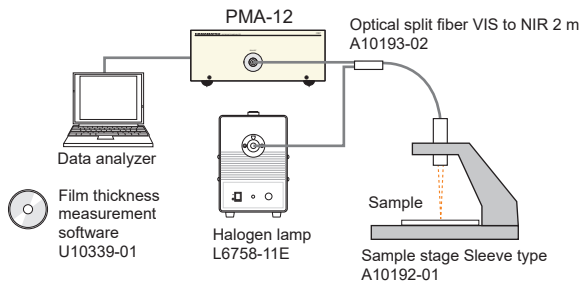 PMA-12
Optical split fiber VIS to NIR 2 m
A10193-02
Data analyzer
Film thickness
measurement
software
U10339-01
Halogen lamp
L6758-11E
Sample
Sample stage Sleeve type
A10192-01